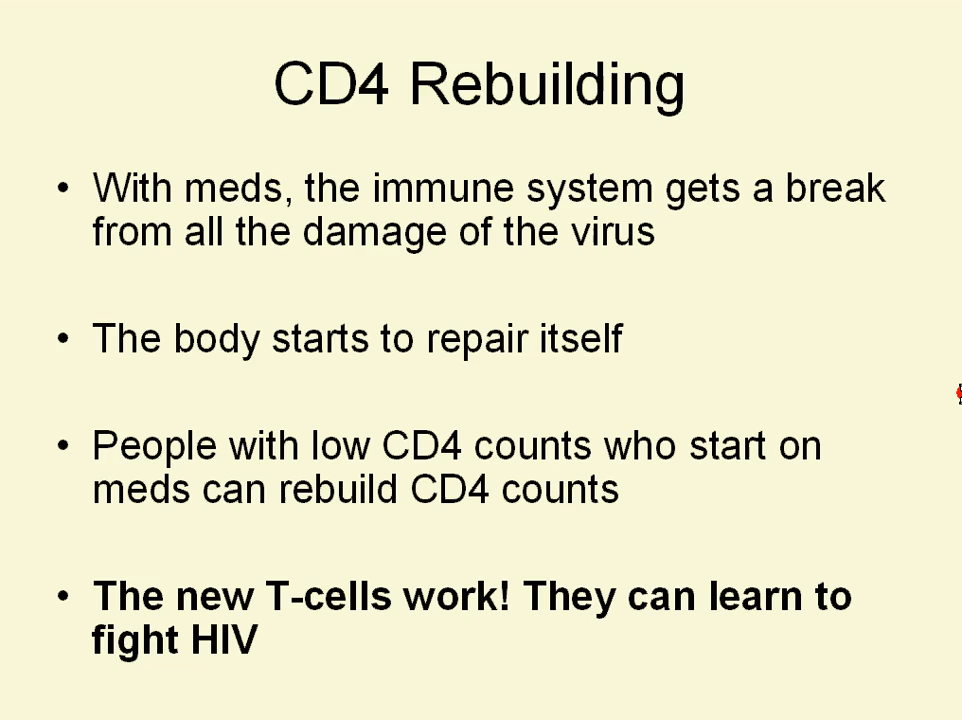 CD4 Rebuilding
• With meds, the immune system gets a break
from all the damage of the virus
• The body starts to repair itself
• People with low CD4 counts who start on
meds can rebuild CD4 counts
• The new T-cells work! They can learn to
fight HIV